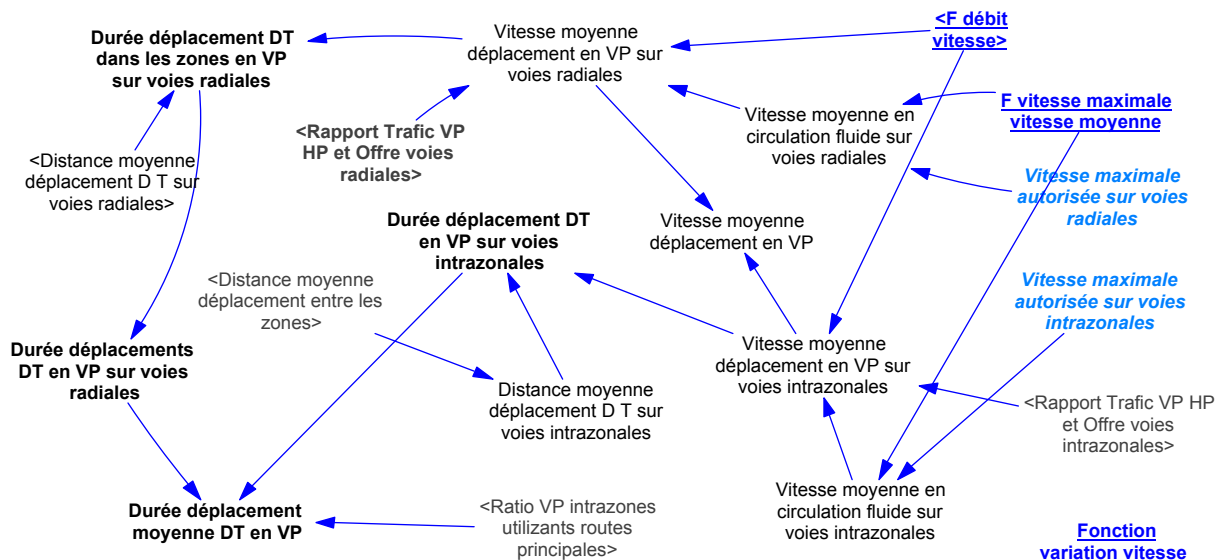 Durée déplacement DT
dans les zones en VP
sur voies radiales
Vitesse moyenne
déplacement en VP sur
voies radiales
<F débit
vitesse>
F vitesse maximale
vitesse moyenne
Vitesse moyenne en
circulation fluide sur
voies radiales
<Rapport Trafic VP
HP et Offre voies
radiales>
<Distance moyenne
déplacement D T sur
voies radiales>
Vitesse maximale
autorisée sur voies
radiales
Durée déplacement DT
en VP sur voies
intrazonales
Vitesse moyenne
déplacement en VP
<Distance moyenne
déplacement entre les
zones>
Vitesse maximale
autorisée sur voies
intrazonales
Durée déplacements
DT en VP sur voies
radiales
Vitesse moyenne
déplacement en VP sur
voies intrazonales
Distance moyenne
déplacement D T sur
voies intrazonales
<Rapport Trafic VP HP
et Offre voies
intrazonales>
Durée déplacement
moyenne DT en VP
<Ratio VP intrazones
utilizants routes
principales>
Vitesse moyenne en
circulation fluide sur
voies intrazonales
Fonction
variation vitesse